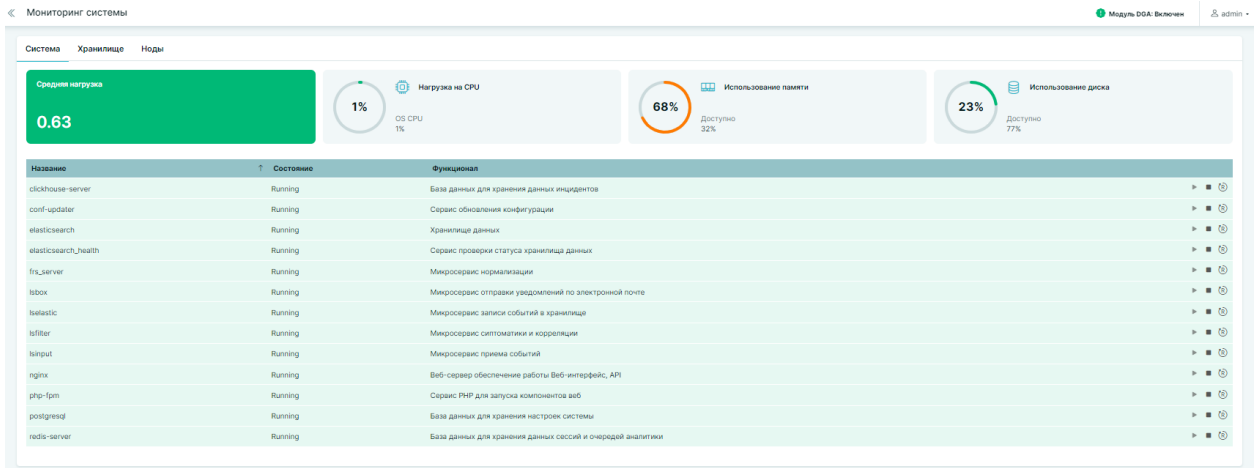 Мониторинг системы
Модуль DGA: Включен
admin
Система Хранилище Ноды
Средняя нагрузка
0.63
1%
Нагрузка на CPU
OS CPU
1%
68%
Использование памяти
Доступно
32%
23%
Использование диска
Доступно
77%
Название ↑ Состояние Функционал
clickhouse-server Running База данных для хранения данных инцидентов
conf-updater Running Сервис обновления конфигурации
elasticsearch Running Хранилище данных
elasticsearch_health Running Сервис проверки статуса хранилища данных
frs_server Running Микросервис нормализации
lsbox Running Микросервис отправки уведомлений по электронной почте
lselastic Running Микросервис записи событий в хранилище
lsfilter Running Микросервис симтоматики и корреляции
lsinput Running Микросервис приема событий
nginx Running Веб-сервер обеспечение работы Веб-интерфейс, API
php-fpm Running Сервис PHP для запуска компонентов веб
postgresql Running База данных для хранения настроек системы
redis-server Running База данных для хранения данных сессий и очередей аналитики